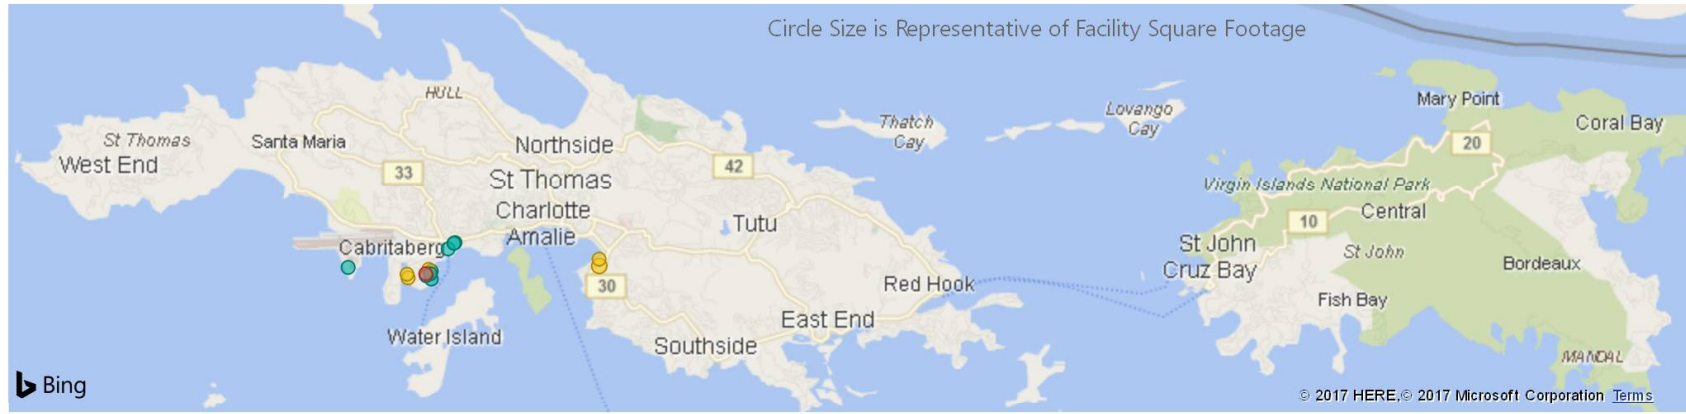 Circle Size is Representative of Facility Square Footage
HULL
St Thomas
West End
Santa Maria
33
Northside
St Thomas
Charlotte
Amalie
42
Tutu
Cabritaberg
30
Red Hook
East End
Southside
Water Island
Thatch
Cay
Lovango
Cay
Mary Point
Coral Bay
20
Virgin Islands National Park
10
Central
St John
Cruz Bay
St John
Bordeaux
Fish Bay
MANDAL
Bing
© 2017 HERE,© 2017 Microsoft Corporation Terms